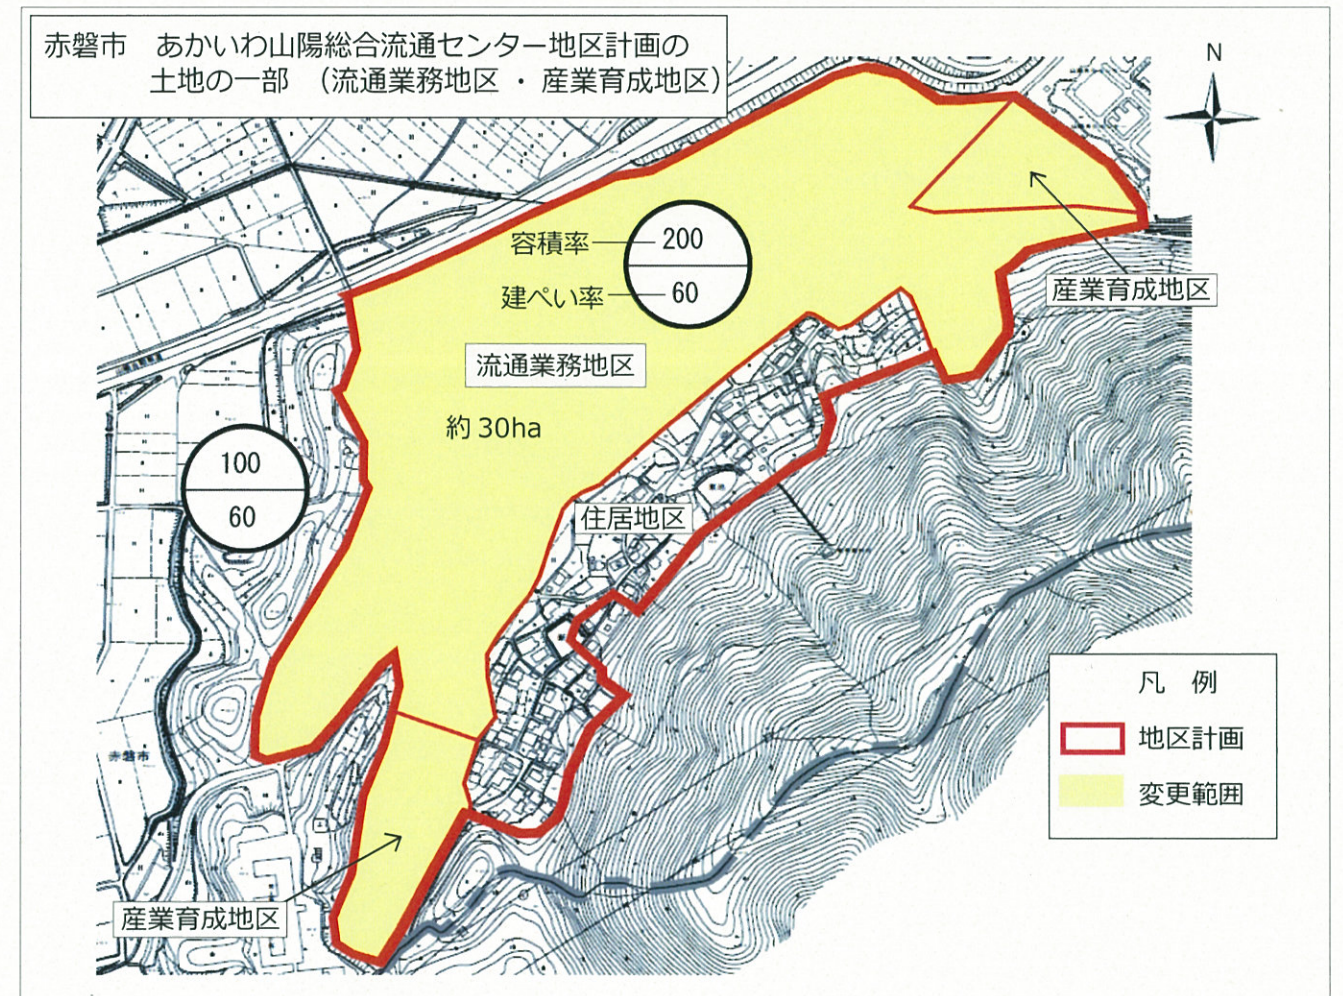 赤磐市　あかいわ山陽総合流通センター地区計画の
土地の一部　（流通業務地区 ・ 産業育成地区）
N
容積率
200
建ぺい率
60
産業育成地区
流通業務地区
約 30ha
100
60
住居地区
凡　例
地区計画
変更範囲
赤磐市
産業育成地区